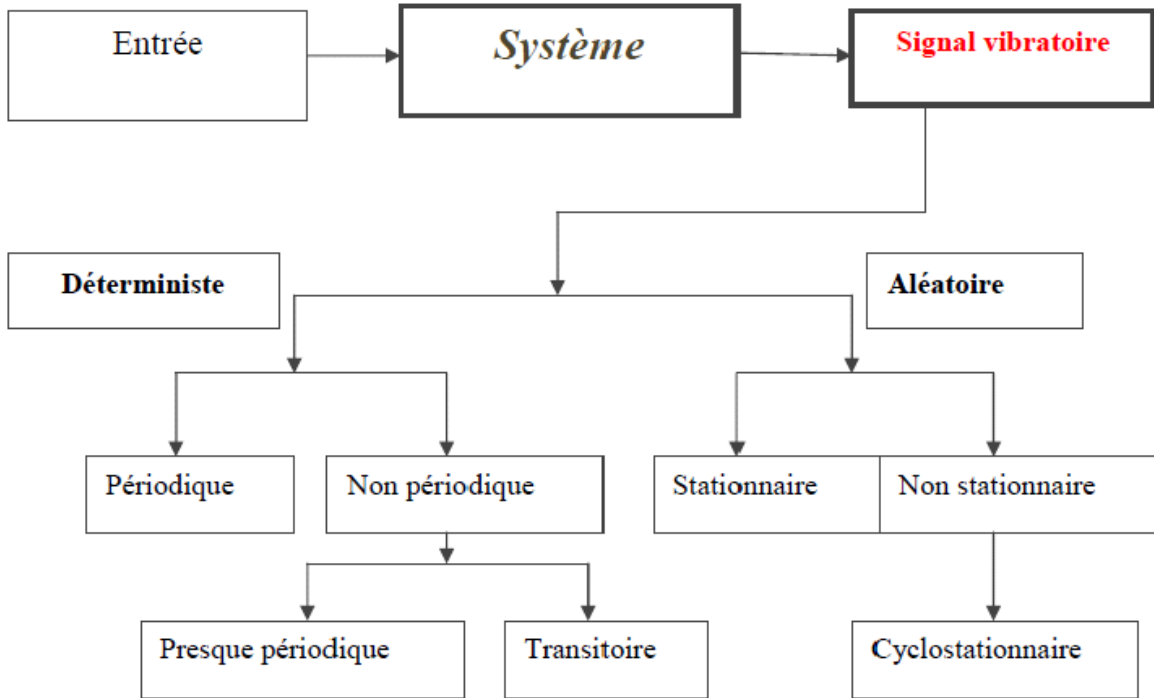 Entrée
Système
Signal vibratoire
Déterministe
Aléatoire
Périodique
Non périodique
Stationnaire
Non stationnaire
Presque périodique
Transitoire
Cyclostationnaire